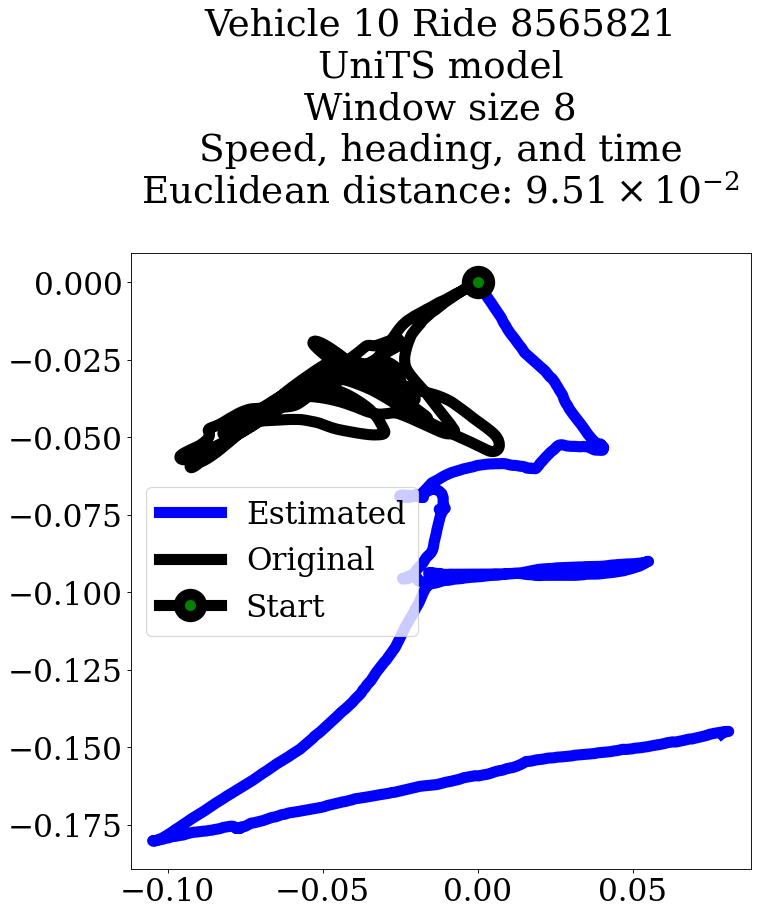 Vehicle 10 Ride 8565821
UniTS model
Window size 8
Speed, heading, and time
Euclidean distance: 9.51 × 10⁻²
0.000
−0.025
−0.050
−0.075
−0.100
−0.125
−0.150
−0.175
Estimated
Original
Start
−0.10 −0.05 0.00 0.05